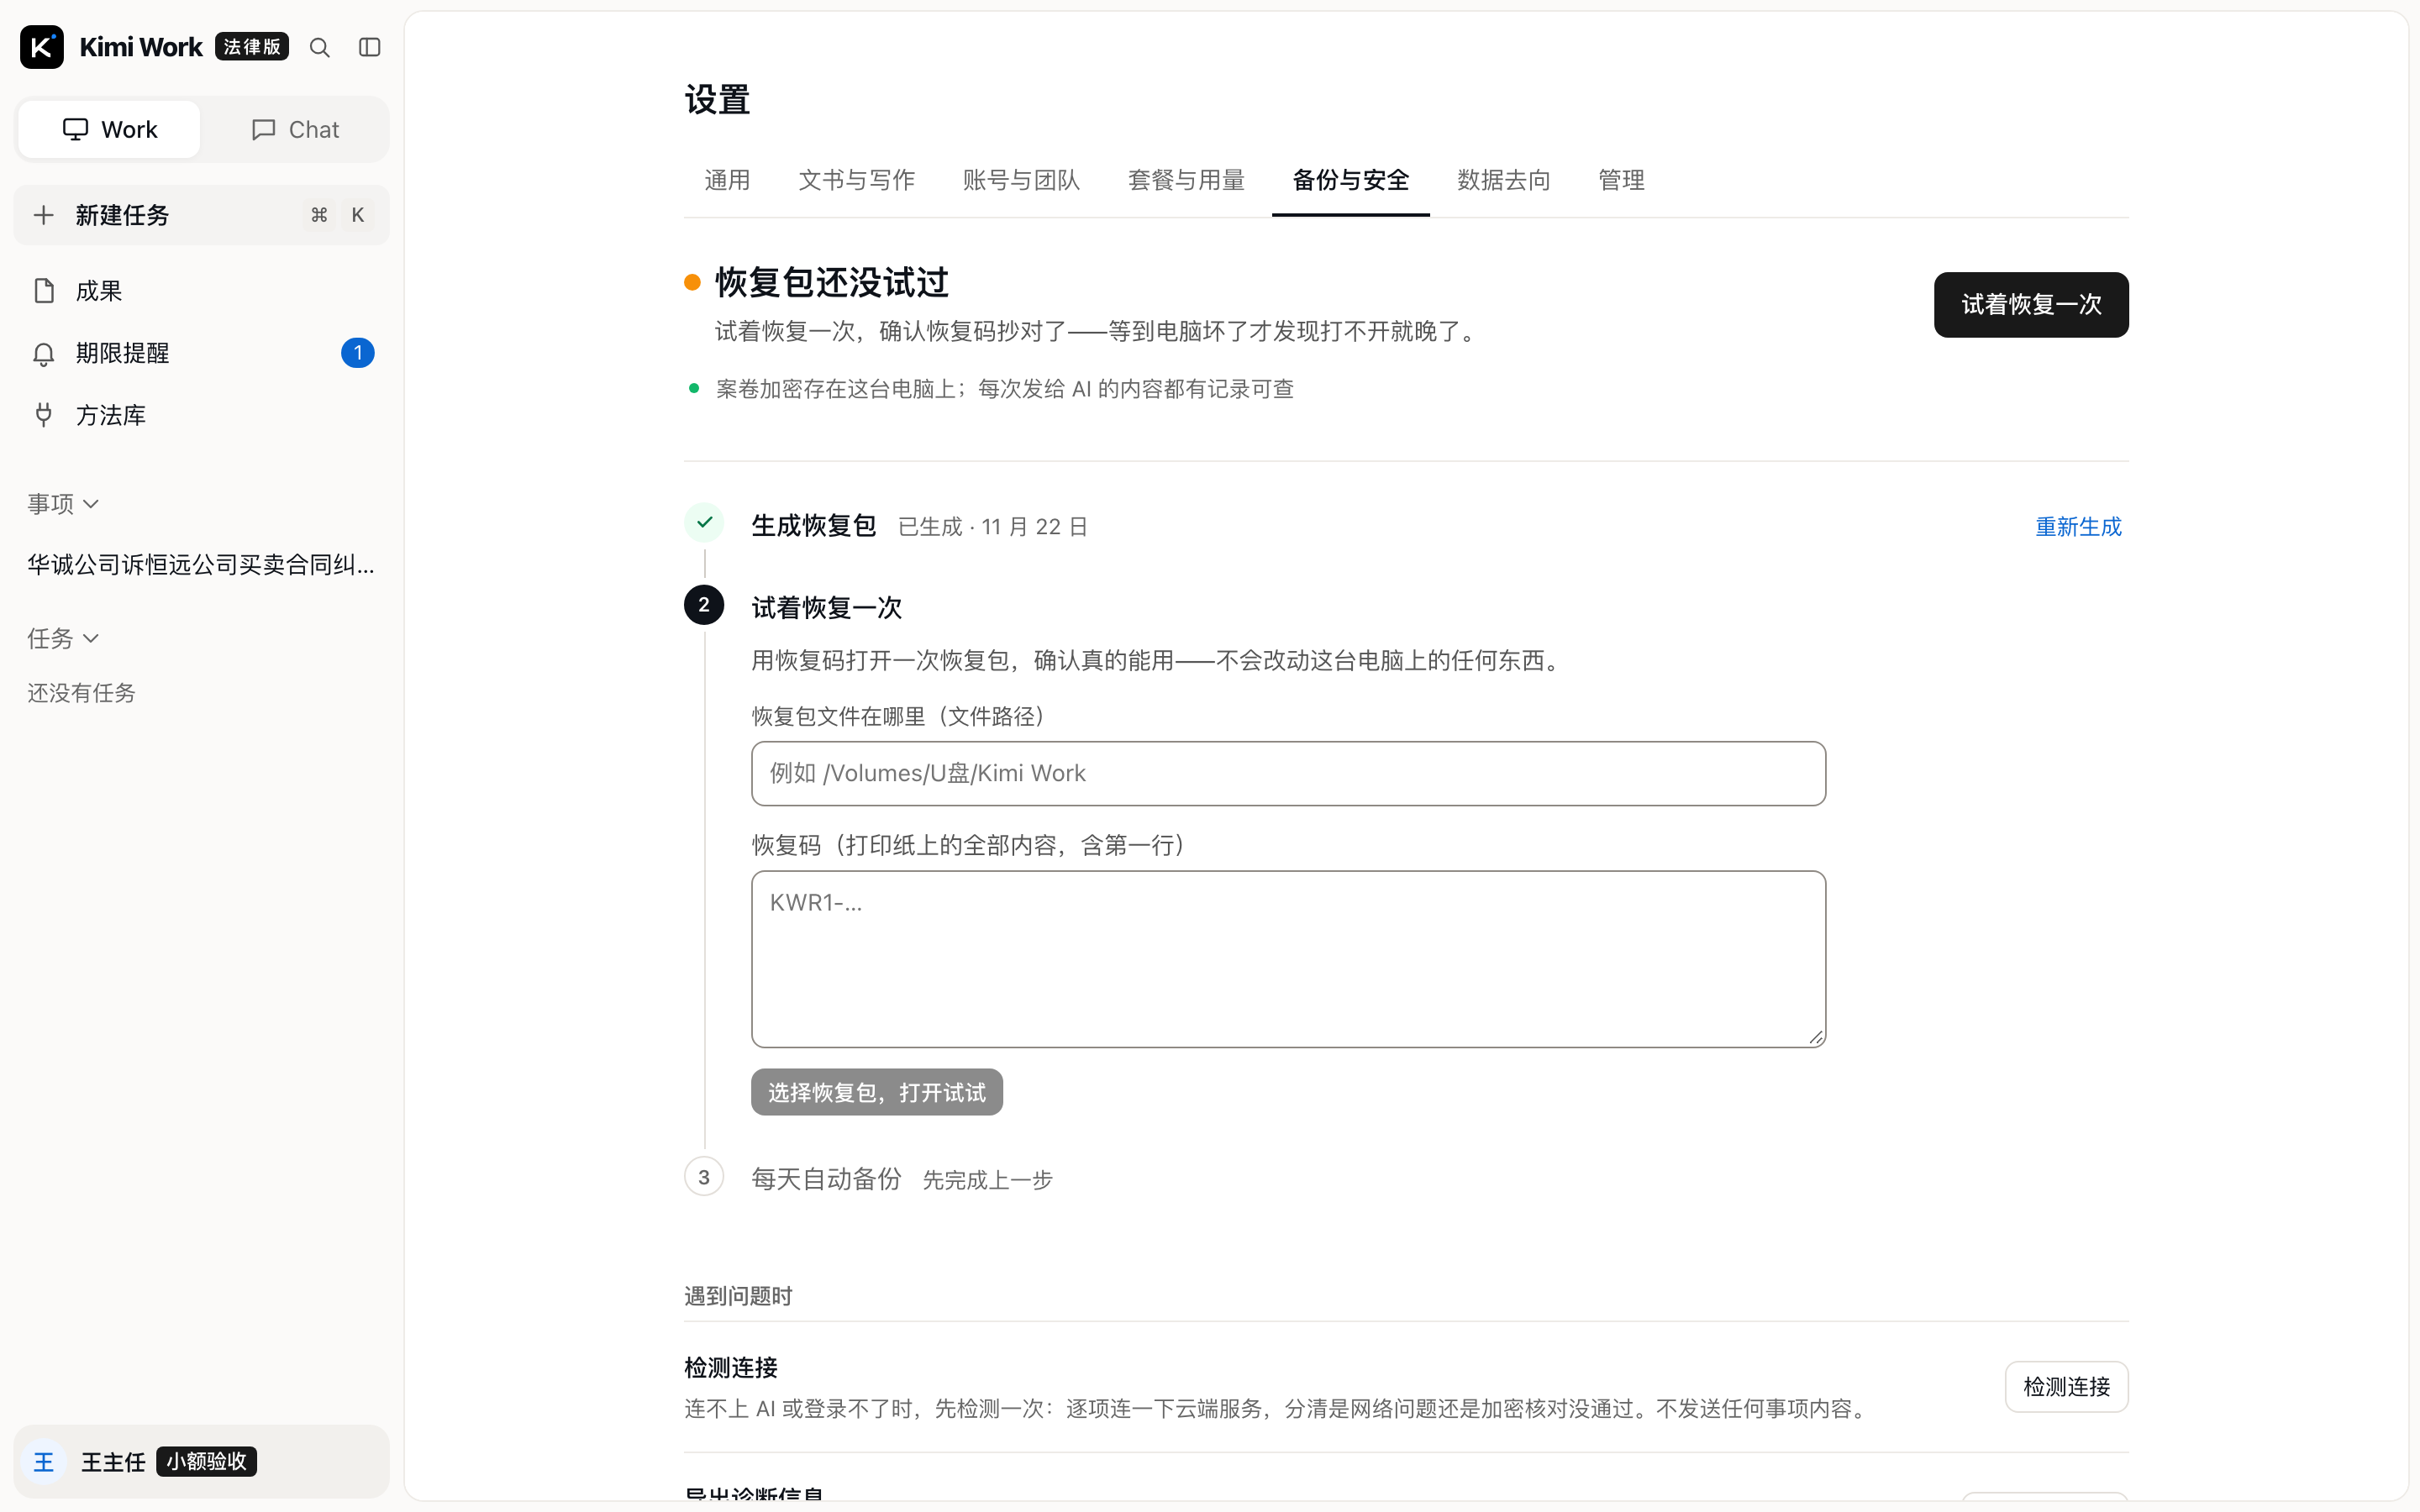 Kimi Work 法律版
Work
Chat
新建任务 ⌘ K
成果
期限提醒 1
方法库
事项
华诚公司诉恒远公司买卖合同纠...
任务
还没有任务
王 王主任 小额验收
设置
通用 文书与写作 账号与团队 套餐与用量 备份与安全 数据去向 管理
恢复包还没试过
试着恢复一次，确认恢复码抄对了——等到电脑坏了才发现打不开就晚了。
试着恢复一次
案卷加密存在这台电脑上；每次发给 AI 的内容都有记录可查
生成恢复包 已生成 · 11 月 22 日 重新生成
2 试着恢复一次
用恢复码打开一次恢复包，确认真的能用——不会改动这台电脑上的任何东西。
恢复包文件在哪里（文件路径）
例如 /Volumes/U盘/Kimi Work
恢复码（打印纸上的全部内容，含第一行）
KWR1-...
选择恢复包，打开试试
3 每天自动备份 先完成上一步
遇到问题时
检测连接
连不上 AI 或登录不了时，先检测一次：逐项连一下云端服务，分清是网络问题还是加密核对没通过。不发送任何事项内容。
检测连接
导出诊断信息